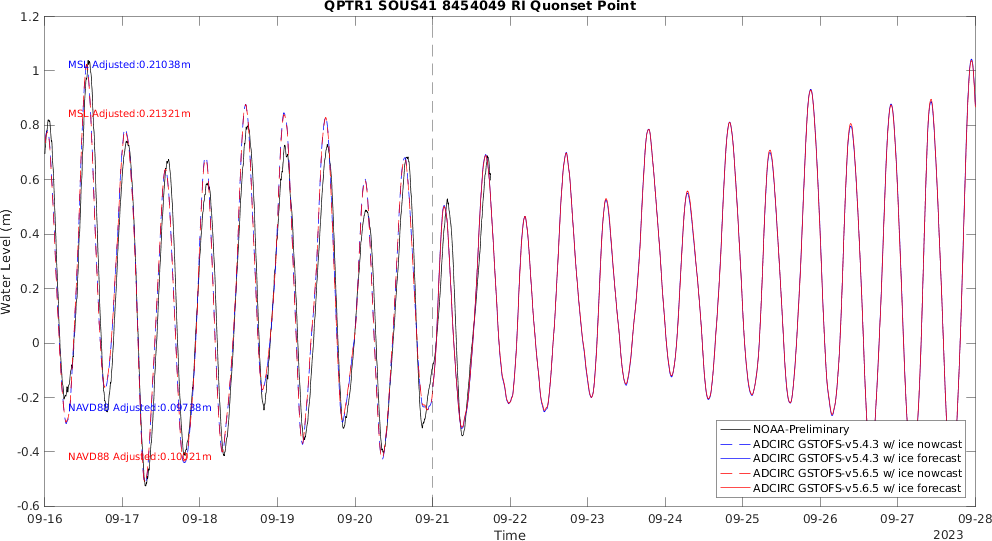 QPTR1 SOUS41 8454049 RI Quonset Point
1.2
1
0.8
0.6
0.4
0.2
0
-0.2
-0.4
-0.6
Water Level (m)
MSL Adjusted:0.21038m
MSL Adjusted:0.21321m
NAVD88 Adjusted:0.09738m
NAVD88 Adjusted:0.10021m
NOAA-Preliminary
ADCIRC GSTOFS-v5.4.3 w/ ice nowcast
ADCIRC GSTOFS-v5.4.3 w/ ice forecast
ADCIRC GSTOFS-v5.6.5 w/ ice nowcast
ADCIRC GSTOFS-v5.6.5 w/ ice forecast
09-16 09-17 09-18 09-19 09-20 09-21 09-22 09-23 09-24 09-25 09-26 09-27 09-28
Time
2023